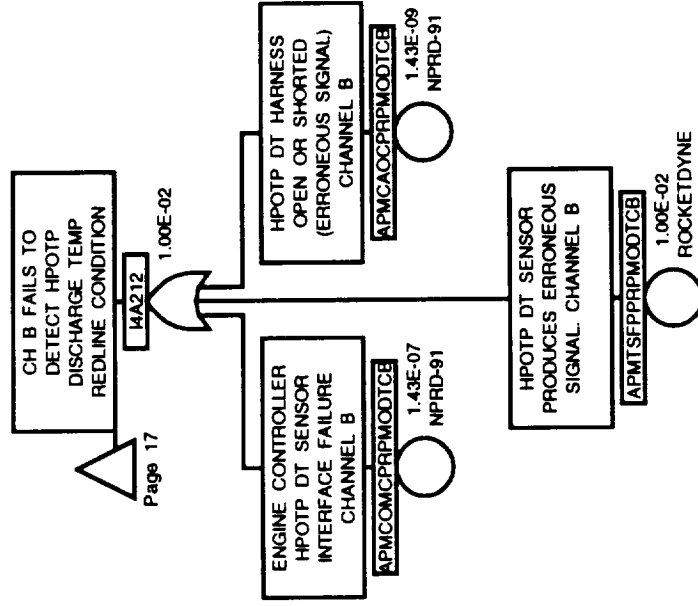 CH B FAILS TO
DETECT HPOTP
DISCHARGE TEMP
REDLINE CONDITION
I4A212
1.00E-02
Page 17
ENGINE CONTROLLER
HPOTP DT SENSOR
INTERFACE FAILURE
CHANNEL B
APMCOMCPRPMODTCB
1.43E-07
NPRD-91
HPOTP DT SENSOR
PRODUCES ERRONEOUS
SIGNAL. CHANNEL B
APMTSFPPRPMODTCB
1.00E-02
ROCKETDYNE
HPOTP DT HARNESS
OPEN OR SHORTED
(ERRONEOUS SIGNAL)
CHANNEL B
APMCAOCPRPMODTCB
1.43E-09
NPRD-91